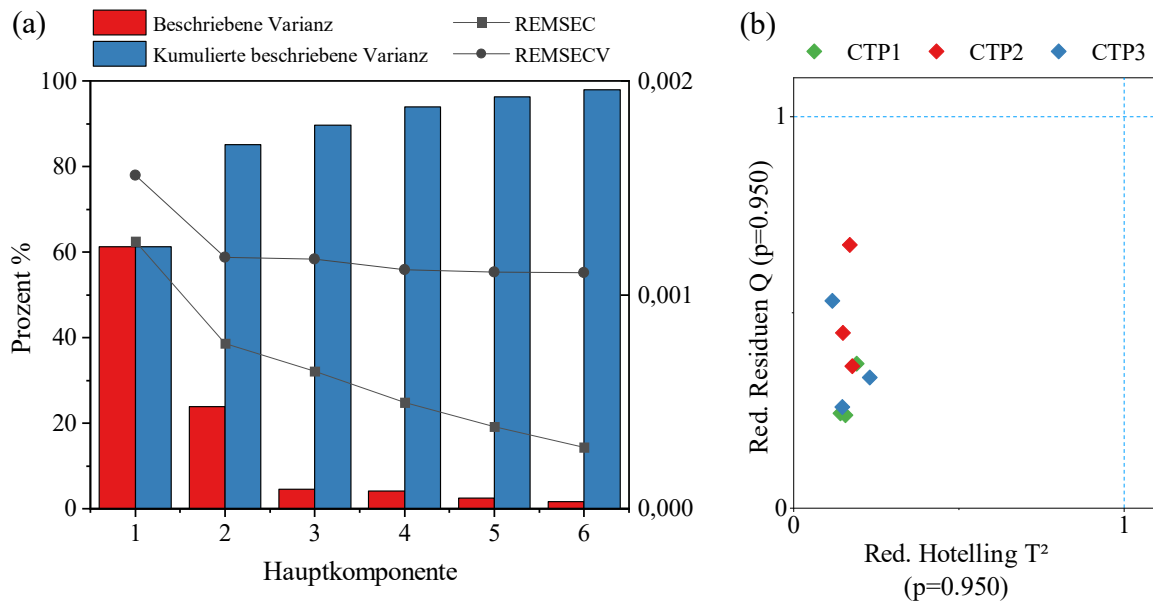 (a)
Beschriebene Varianz
REMSEC
Kumulierte beschriebene Varianz
REMSECV
100
80
60
40
20
0
Prozent %
0,002
0,001
0,000
1 2 3 4 5 6
Hauptkomponente
(b)
CTP1 CTP2 CTP3
1
0
Red. Residuen Q (p=0.950)
0 1
Red. Hotelling T²
(p=0.950)